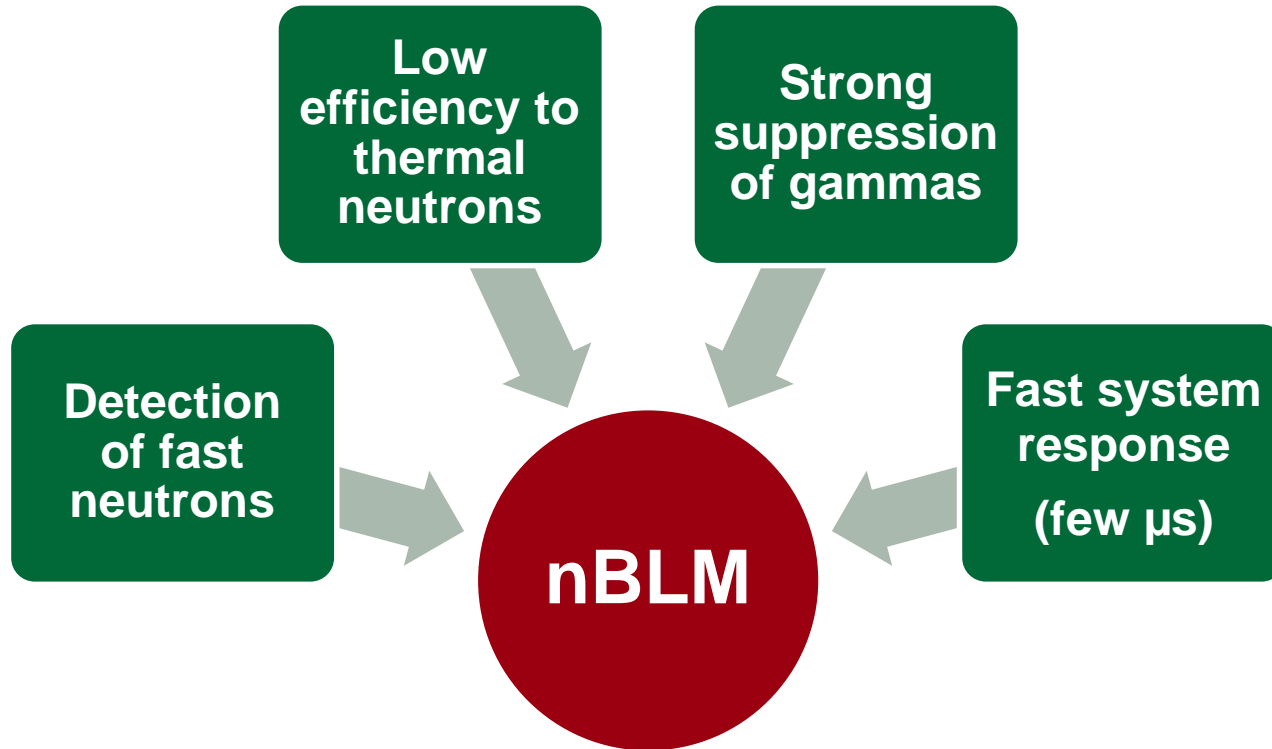 Low
efficiency to
thermal
neutrons
Strong
suppression
of gammas
Detection
of fast
neutrons
Fast system
response
(few µs)
nBLM